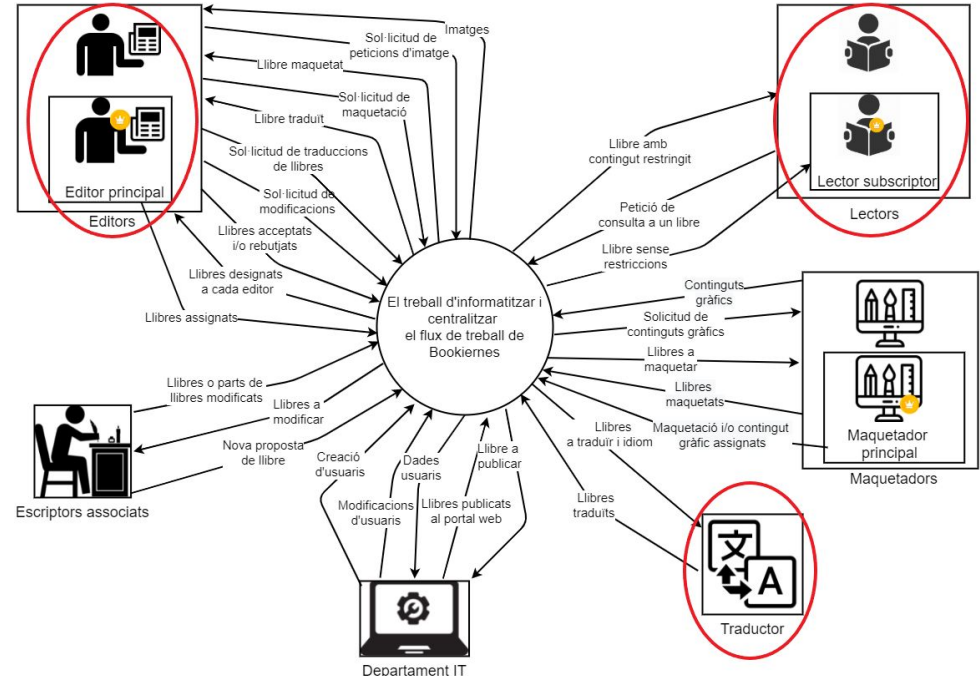 Imatges
Sol·licitud de
peticions d'imatge
Llibre maquetat
Sol·licitud de
maquetació
Llibre traduït
Sol·licitud de traduccions
de llibres
Sol·licitud de
modificacions
Llibres acceptats
i/o rebutjats
Llibres designats
a cada editor
Llibres assignats
Editor principal
Editors
Llibre amb
contingut restringit
Petició de
consulta a un libre
Llibre sense
restriccions
Lector subscriptor
Lectors
El treball d'informatitzar i
centralitzar
el flux de treball de
Bookiernes
Continguts
gràfics
Solicitud de
continguts gràfics
Llibres a
maquetar
Llibres
maquetats
Maquetació i/o contingut
gràfic assignats
Maquetador
principal
Maquetadors
Llibres o parts de
llibres modificats
Llibres a
modificar
Nova proposta
de llibre
Escriptors associats
Creació
d'usuaris
Modificacions
d'usuaris
Dades
usuaris
Llibres publicats
al portal web
Llibre a
publicar
Departament IT
Llibres
a traduïr i idiom
Llibres
traduïts
文
A
Traductor